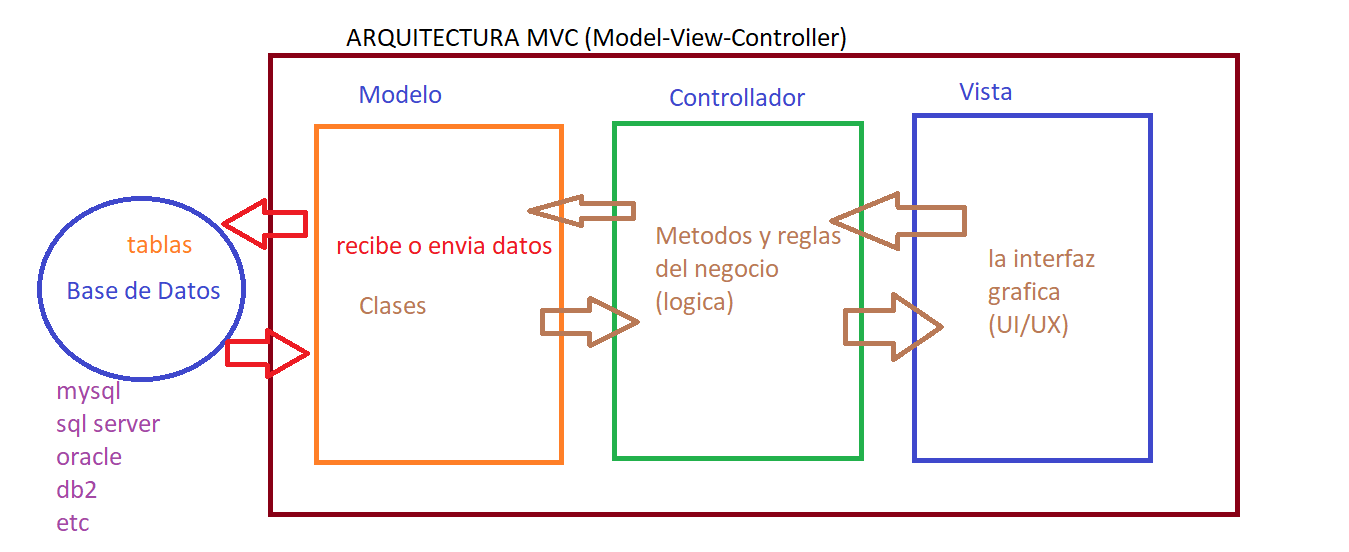 ARQUITECTURA MVC (Model-View-Controller)
Modelo
Controllador
Vista
tablas
Base de Datos
mysql
sql server
oracle
db2
etc
recibe o envia datos
Clases
Metodos y reglas
del negocio
(logica)
la interfaz
grafica
(UI/UX)